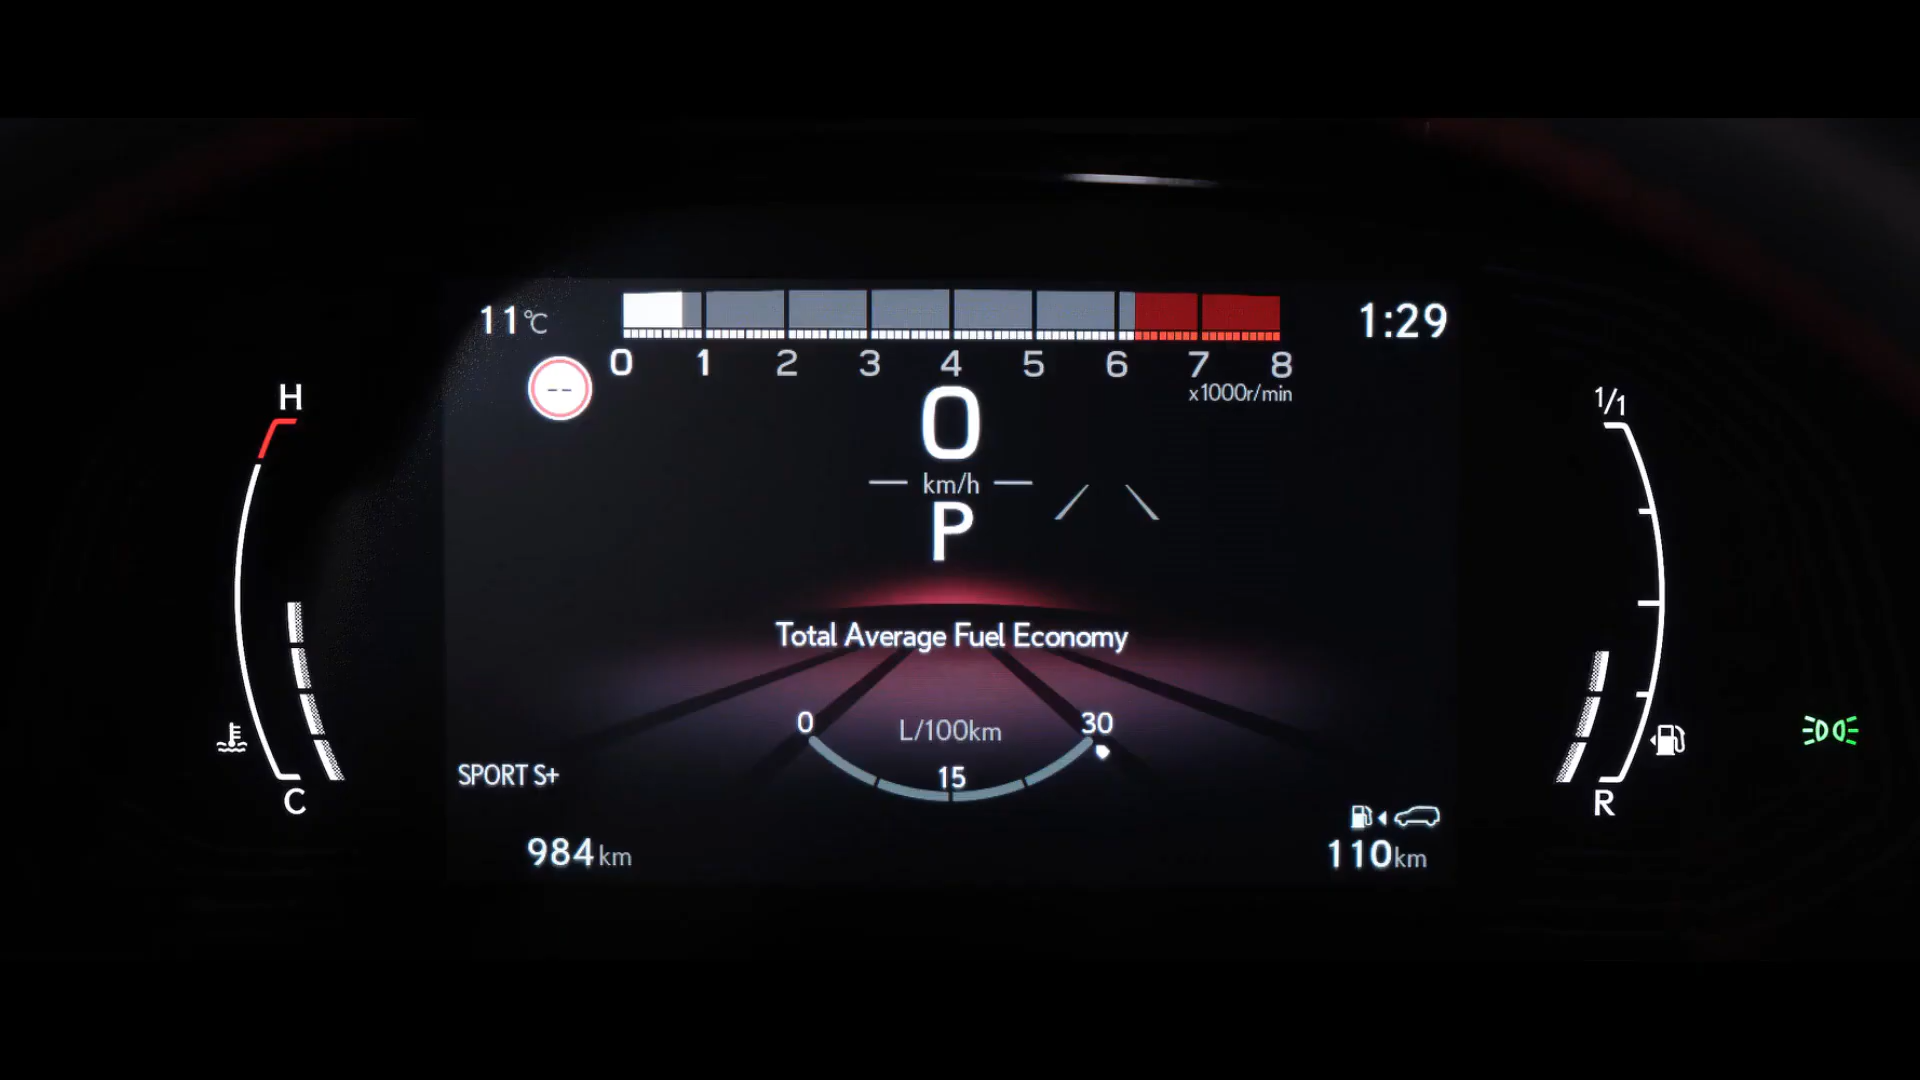 11°C
1:29
0 1 2 3 4 5 6 7 8
x1000r/min
--
0
km/h
P
H
C
1/1
R
Total Average Fuel Economy
0
L/100km
30
15
SPORT S+
984km
110km